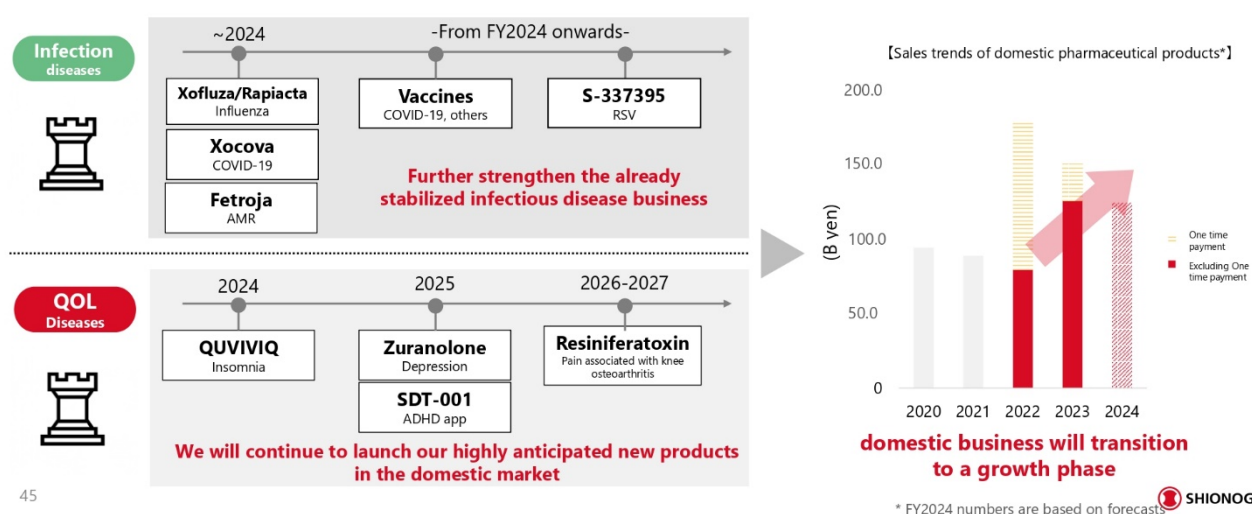 Infection
diseases
~2024
-From FY2024 onwards-
Xofluza/Rapiacta
Influenza
Xocova
COVID-19
Fetroja
AMR
Vaccines
COVID-19, others
S-337395
RSV
Further strengthen the already
stabilized infectious disease business
QOL
Diseases
2024
2025
2026-2027
QUVIVIQ
Insomnia
Zuranolone
Depression
SDT-001
ADHD app
Resiniferatoxin
Pain associated with knee
osteoarthritis
We will continue to launch our highly anticipated new products
in the domestic market
【Sales trends of domestic pharmaceutical products*】
(B yen)
200.0
150.0
100.0
50.0
0
2020 2021 2022 2023 2024
One time
payment
Excluding One
time payment
domestic business will transition
to a growth phase
* FY2024 numbers are based on forecasts
SHIONOG
45